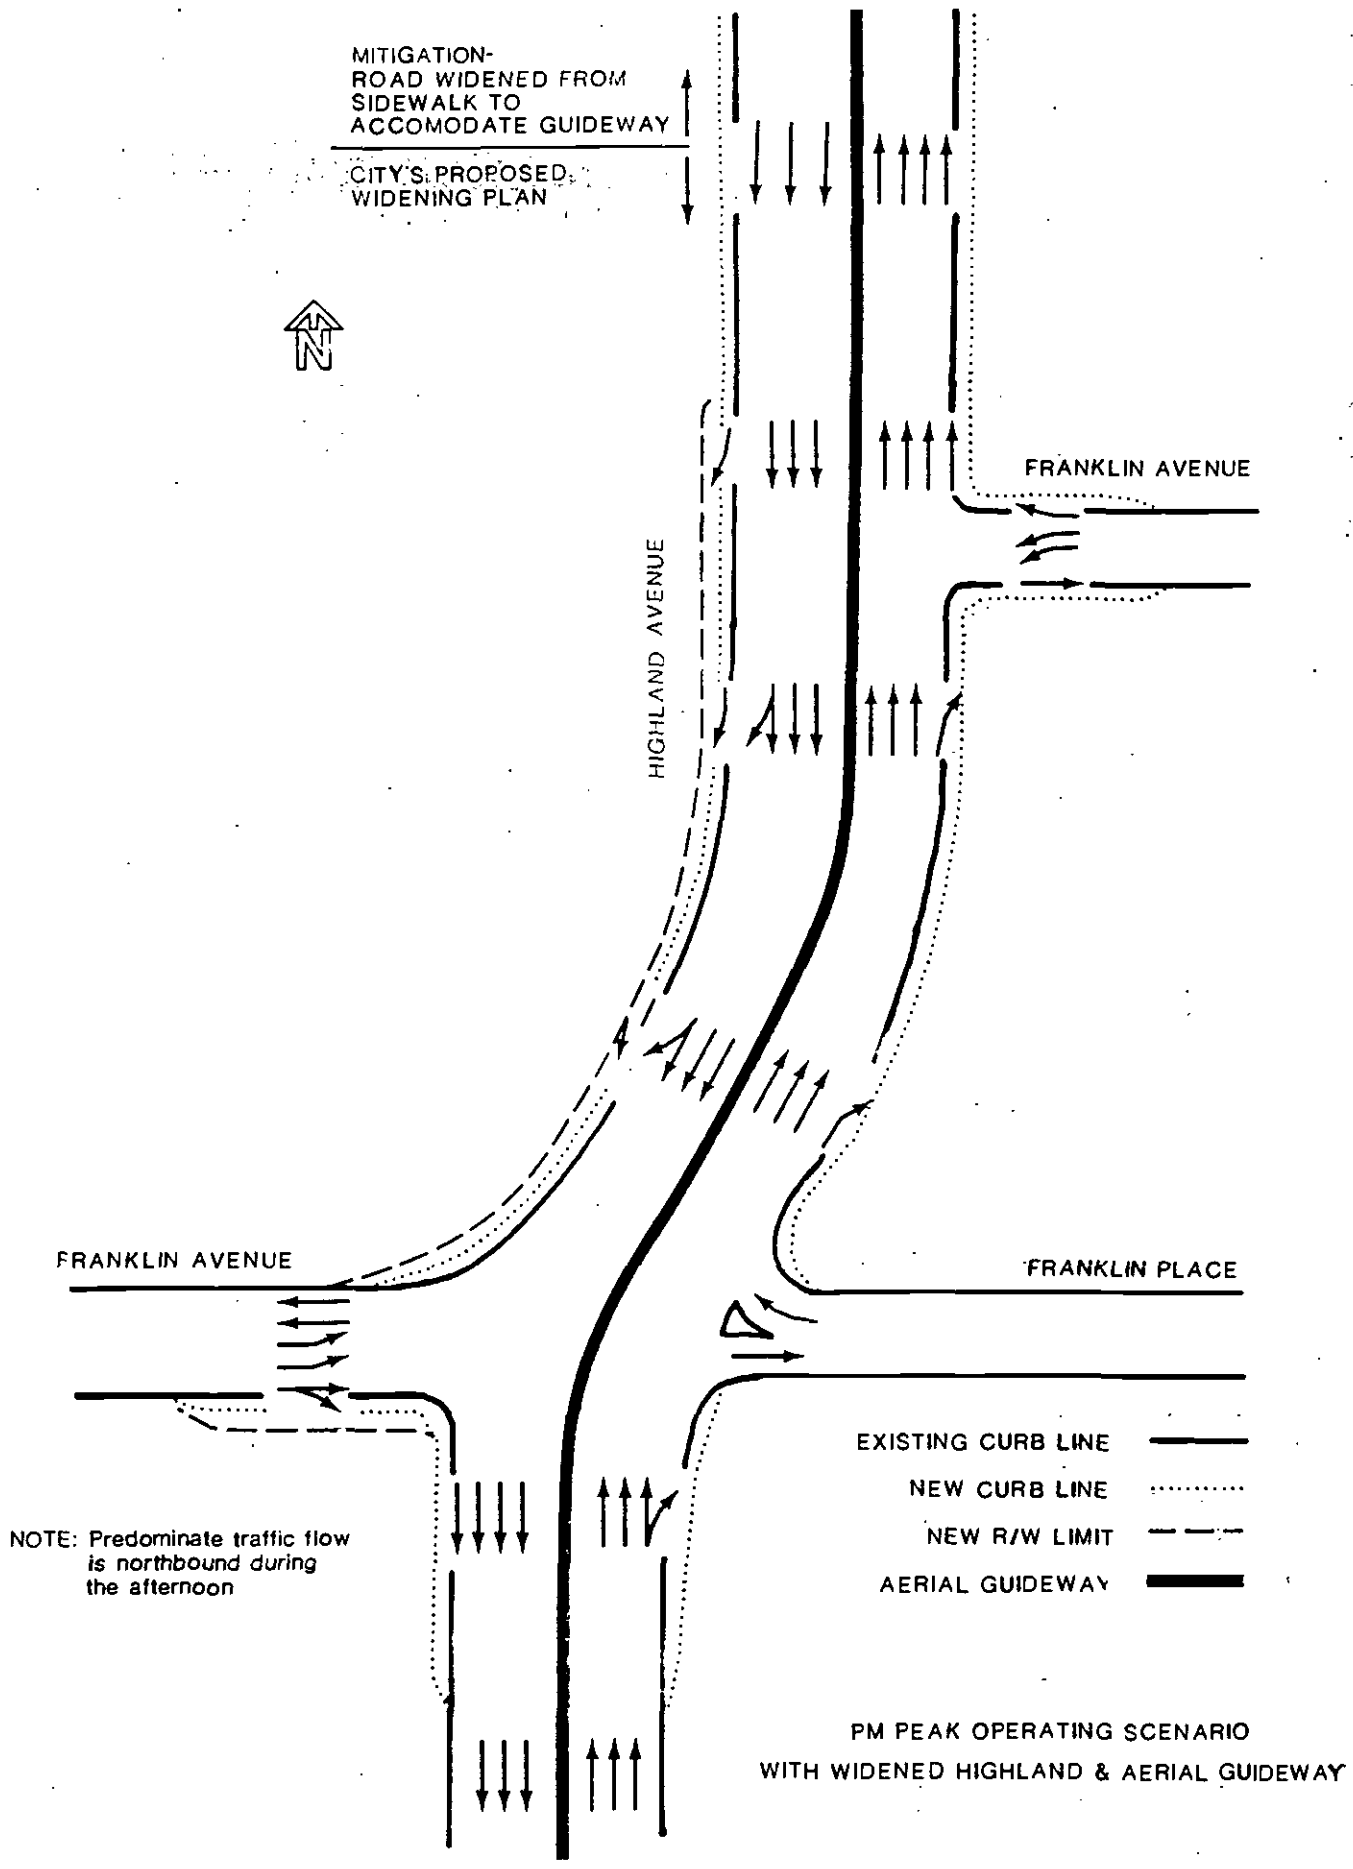 MITIGATION-
ROAD WIDENED FROM
SIDEWALK TO
ACCOMODATE GUIDEWAY
CITY'S PROPOSED
WIDENING PLAN
N
FRANKLIN AVENUE
HIGHLAND AVENUE
FRANKLIN AVENUE
FRANKLIN PLACE
EXISTING CURB LINE
NEW CURB LINE
NEW R/W LIMIT
AERIAL GUIDEWAY
NOTE: Predominate traffic flow
is northbound during
the afternoon
PM PEAK OPERATING SCENARIO
WITH WIDENED HIGHLAND & AERIAL GUIDEWAY